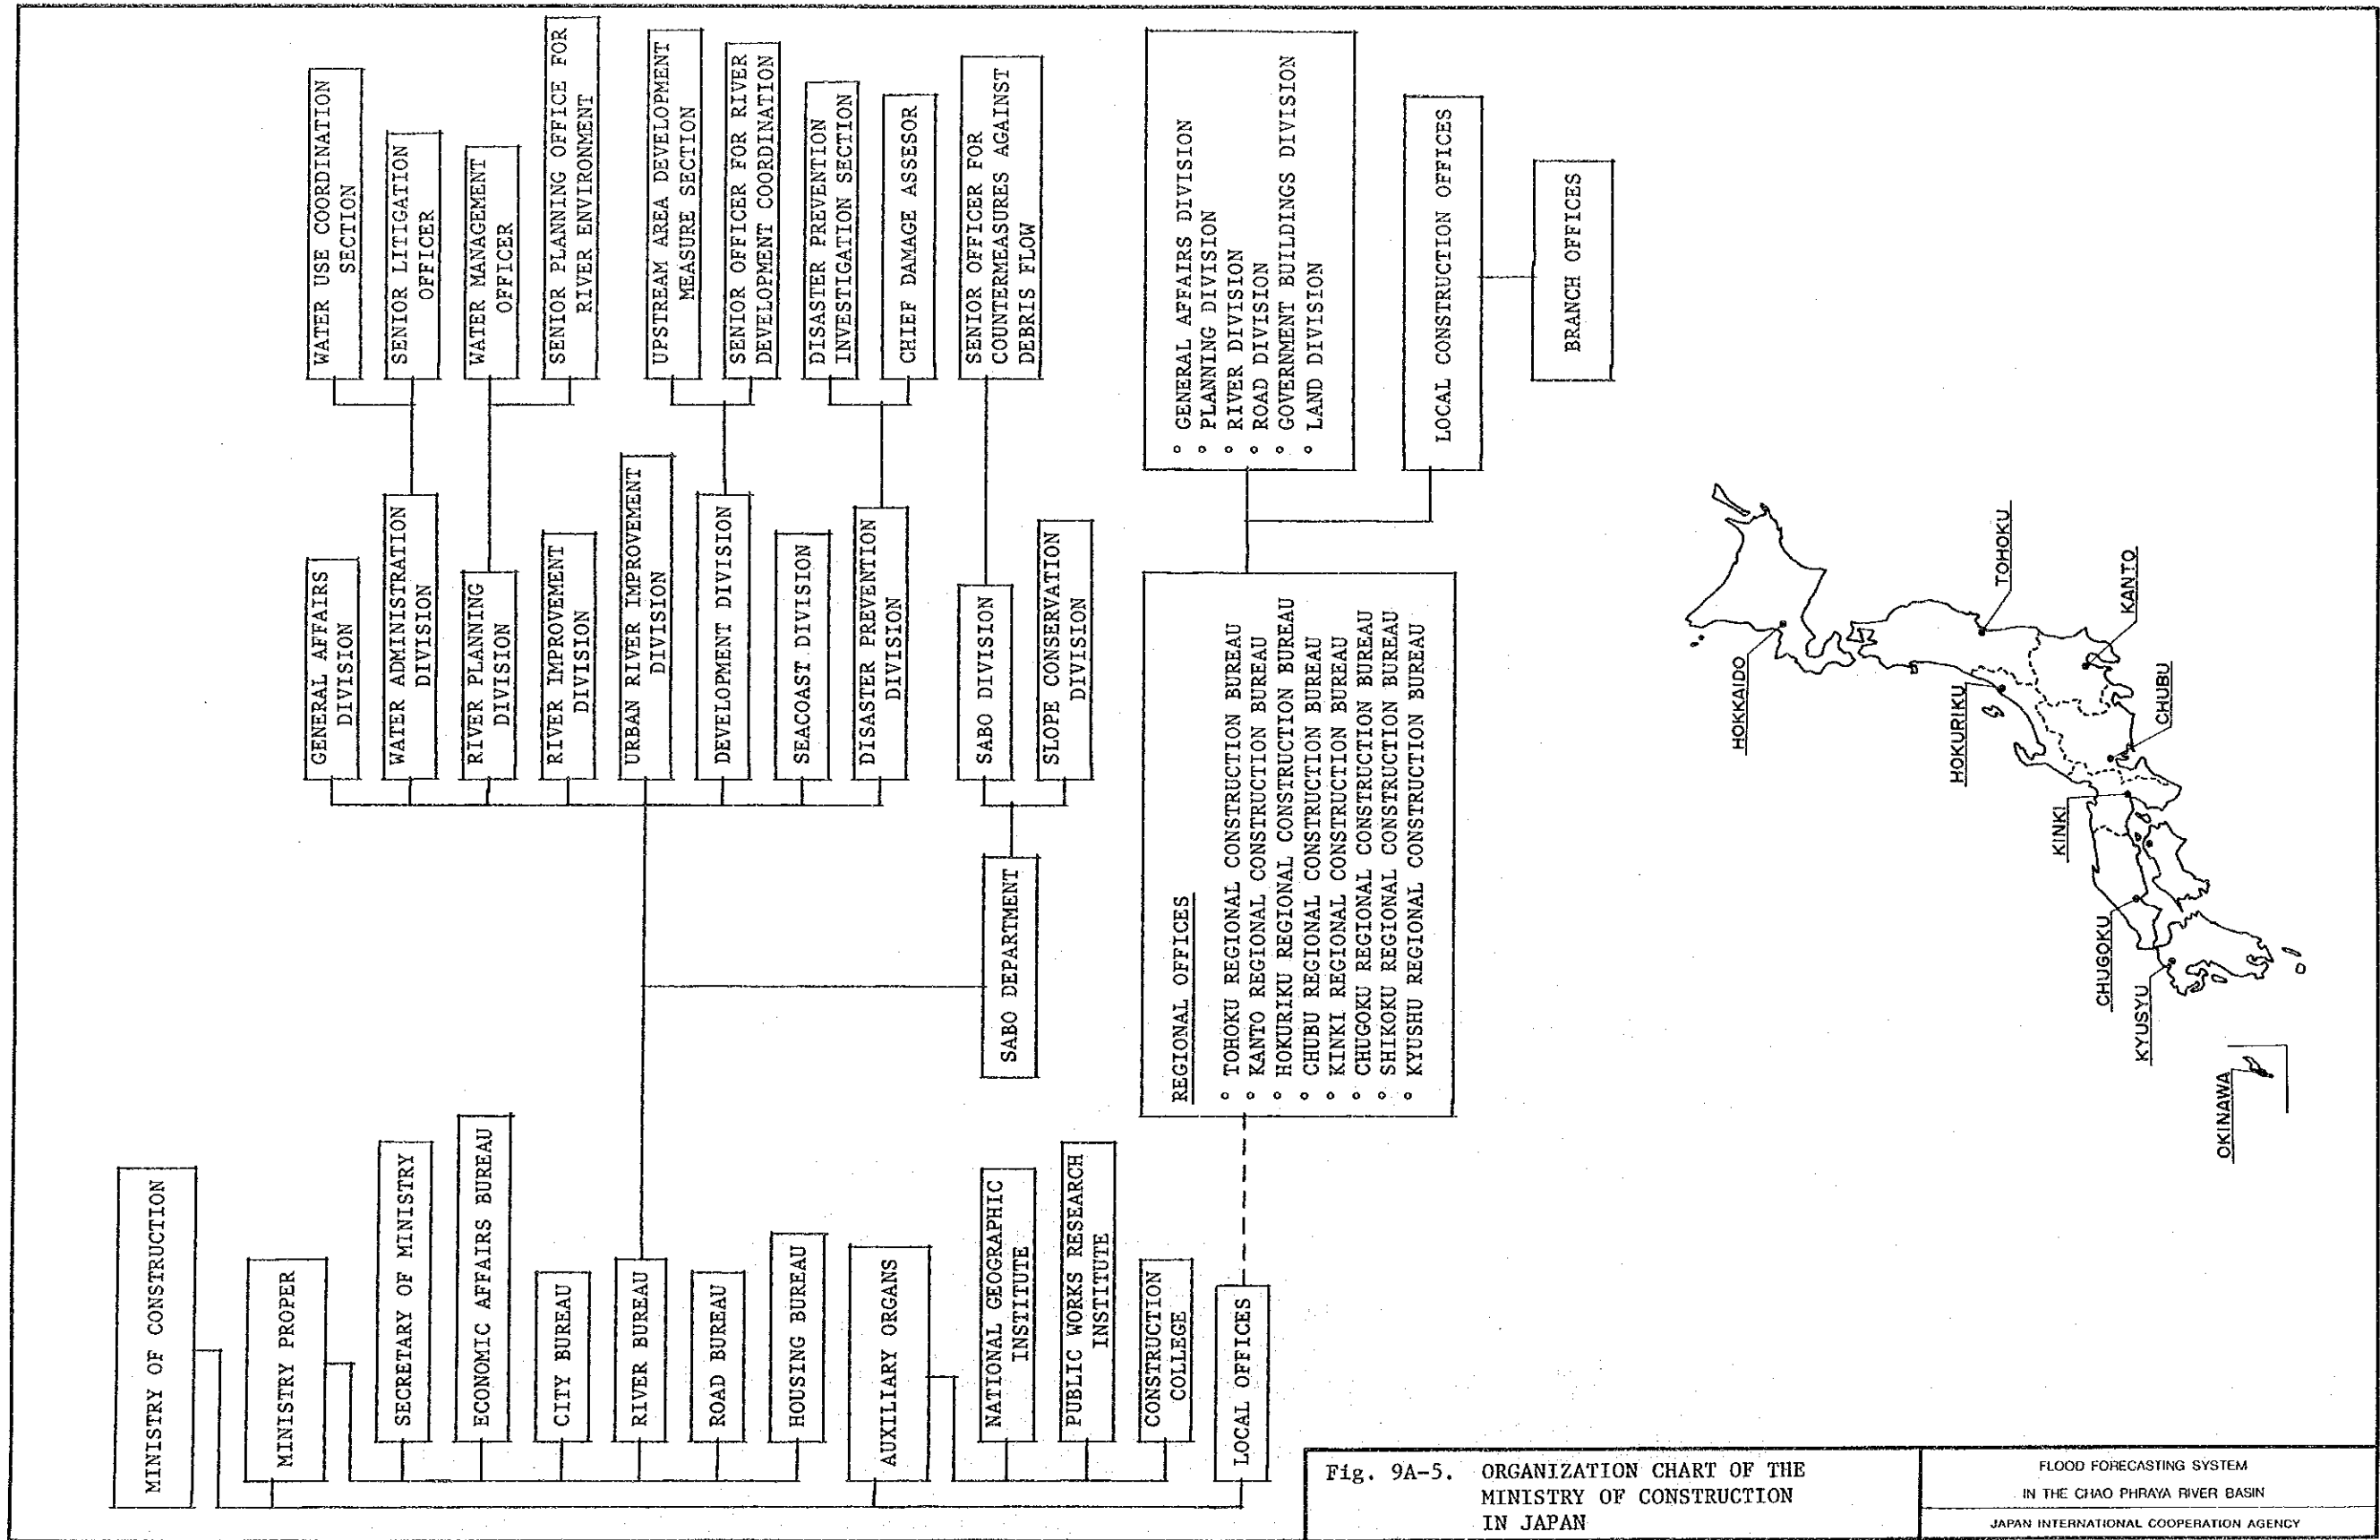 MINISTRY OF CONSTRUCTION
MINISTRY PROPER
SECRETARY OF MINISTRY
ECONOMIC AFFAIRS BUREAU
CITY BUREAU
RIVER BUREAU
ROAD BUREAU
HOUSING BUREAU
AUXILIARY ORGANS
NATIONAL GEOGRAPHIC
INSTITUTE
PUBLIC WORKS RESEARCH
INSTITUTE
CONSTRUCTION
COLLEGE
LOCAL OFFICES
GENERAL AFFAIRS
DIVISION
WATER ADMINISTRATION
DIVISION
RIVER PLANNING
DIVISION
RIVER IMPROVEMENT
DIVISION
URBAN RIVER IMPROVEMENT
DIVISION
DEVELOPMENT DIVISION
SEACOAST DIVISION
DISASTER PREVENTION
DIVISION
SABO DEPARTMENT
SABO DIVISION
SLOPE CONSERVATION
DIVISION
WATER USE COORDINATION
SECTION
SENIOR LITIGATION
OFFICER
WATER MANAGEMENT
OFFICER
SENIOR PLANNING OFFICE FOR
RIVER ENVIRONMENT
UPSTREAM AREA DEVELOPMENT
MEASURE SECTION
SENIOR OFFICER FOR RIVER
DEVELOPMENT COORDINATION
DISASTER PREVENTION
INVESTIGATION SECTION
CHIEF DAMAGE ASSESOR
SENIOR OFFICER FOR
COUNTERMEASURES AGAINST
DEBRIS FLOW
REGIONAL OFFICES
° TOHOKU REGIONAL CONSTRUCTION BUREAU
° KANTO REGIONAL CONSTRUCTION BUREAU
° HOKURIKU REGIONAL CONSTRUCTION BUREAU
° CHUBU REGIONAL CONSTRUCTION BUREAU
° KINKI REGIONAL CONSTRUCTION BUREAU
° CHUGOKU REGIONAL CONSTRUCTION BUREAU
° SHIKOKU REGIONAL CONSTRUCTION BUREAU
° KYUSHU REGIONAL CONSTRUCTION BUREAU
° GENERAL AFFAIRS DIVISION
° PLANNING DIVISION
° RIVER DIVISION
° ROAD DIVISION
° GOVERNMENT BUILDINGS DIVISION
° LAND DIVISION
LOCAL CONSTRUCTION OFFICES
BRANCH OFFICES
HOKKAIDO
TOHOKU
HOKURIKU
KANTO
CHUBU
KINKI
CHUGOKU
KYUSYU
OKINAWA
Fig. 9A-5. ORGANIZATION CHART OF THE
MINISTRY OF CONSTRUCTION
IN JAPAN
FLOOD FORECASTING SYSTEM
IN THE CHAO PHRAYA RIVER BASIN
JAPAN INTERNATIONAL COOPERATION AGENCY